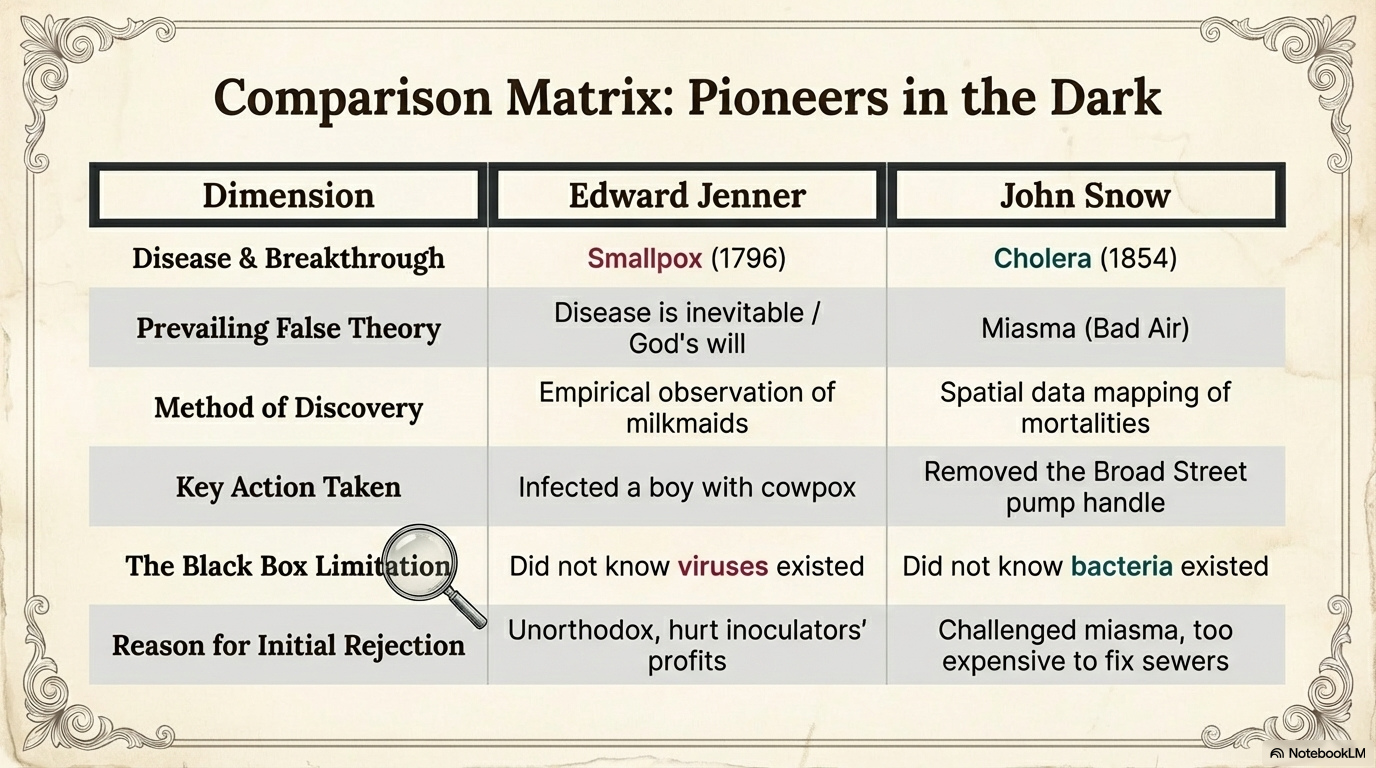 Comparison Matrix: Pioneers in the Dark
Dimension
Edward Jenner
John Snow
Disease & Breakthrough
Smallpox (1796)
Cholera (1854)
Prevailing False Theory
Disease is inevitable /
God's will
Miasma (Bad Air)
Method of Discovery
Empirical observation of
milkmaids
Spatial data mapping of
mortalities
Key Action Taken
Infected a boy with cowpox
Removed the Broad Street
pump handle
The Black Box Limitation
Did not know viruses existed
Did not know bacteria existed
Reason for Initial Rejection
Unorthodox, hurt inoculators'
profits
Challenged miasma, too
expensive to fix sewers
NotebookLM